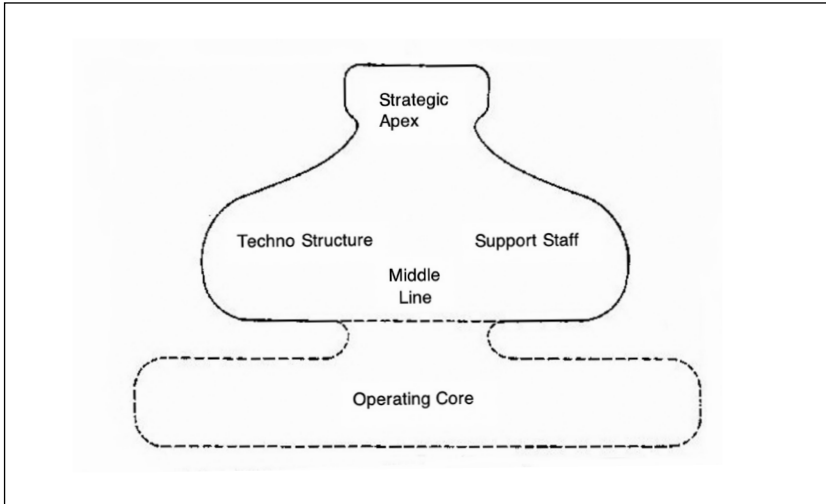 Strategic
Apex
Techno Structure
Support Staff
Middle
Line
Operating Core